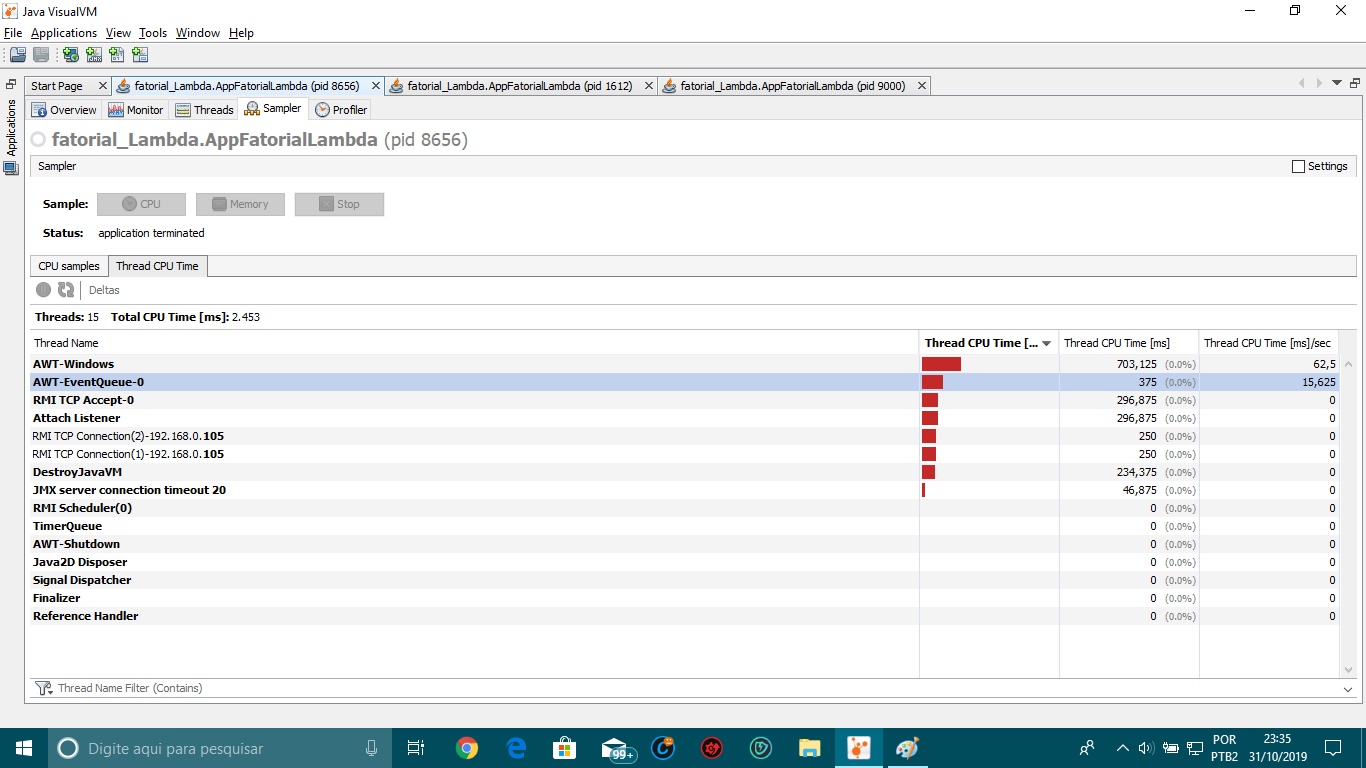 Java VisualVM
File Applications View Tools Window Help
Applications
Start Page fatorial_Lambda.AppFatorialLambda (pid 8656) fatorial_Lambda.AppFatorialLambda (pid 1612) fatorial_Lambda.AppFatorialLambda (pid 9000)
Overview Monitor Threads Sampler Profiler
fatorial_Lambda.AppFatorialLambda (pid 8656)
Sampler Settings
Sample: CPU Memory Stop
Status: application terminated
CPU samples Thread CPU Time
Deltas
Threads: 15 Total CPU Time [ms]: 2.453
Thread Name Thread CPU Time [... Thread CPU Time [ms] Thread CPU Time [ms]/sec
AWT-Windows 703,125 (0.0%) 62,5
AWT-EventQueue-0 375 (0.0%) 15,625
RMI TCP Accept-0 296,875 (0.0%) 0
Attach Listener 296,875 (0.0%) 0
RMI TCP Connection(2)-192.168.0.105 250 (0.0%) 0
RMI TCP Connection(1)-192.168.0.105 250 (0.0%) 0
DestroyJavaVM 234,375 (0.0%) 0
JMX server connection timeout 20 46,875 (0.0%) 0
RMI Scheduler(0) 0 (0.0%) 0
TimerQueue 0 (0.0%) 0
AWT-Shutdown 0 (0.0%) 0
Java2D Disposer 0 (0.0%) 0
Signal Dispatcher 0 (0.0%) 0
Finalizer 0 (0.0%) 0
Reference Handler 0 (0.0%) 0
Thread Name Filter (Contains)
Digite aqui para pesquisar 99+ POR 23:35
PTB2 31/10/2019